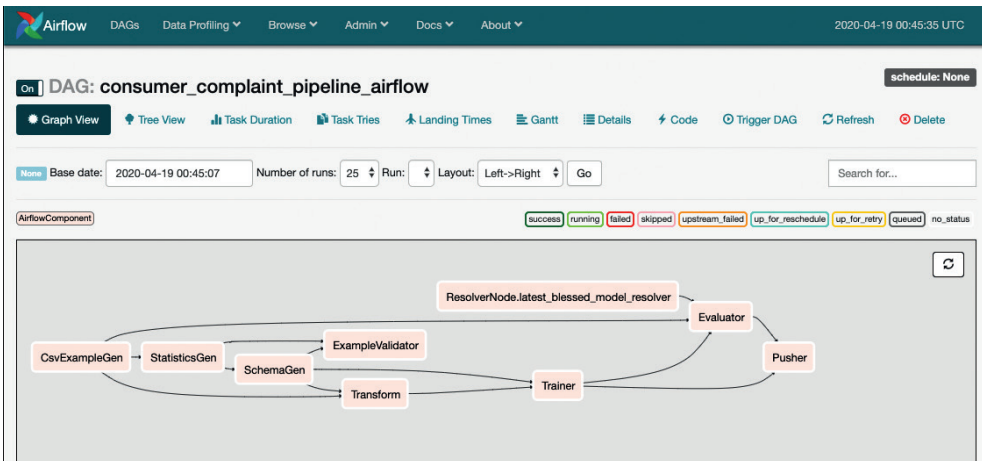 Airflow DAGs Data Profiling Browse Admin Docs About 2020-04-19 00:45:35 UTC
On DAG: consumer_complaint_pipeline_airflow schedule: None
Graph View Tree View Task Duration Task Tries Landing Times Gantt Details Code Trigger DAG Refresh Delete
None Base date: 2020-04-19 00:45:07 Number of runs: 25 Run: Layout: Left->Right Go Search for...
AirflowComponent success running failed skipped upstream_failed up_for_reschedule up_for_retry queued no_status
ResolverNode.latest_blessed_model_resolver
Evaluator
ExampleValidator
CsvExampleGen StatisticsGen Pusher
SchemaGen
Trainer
Transform